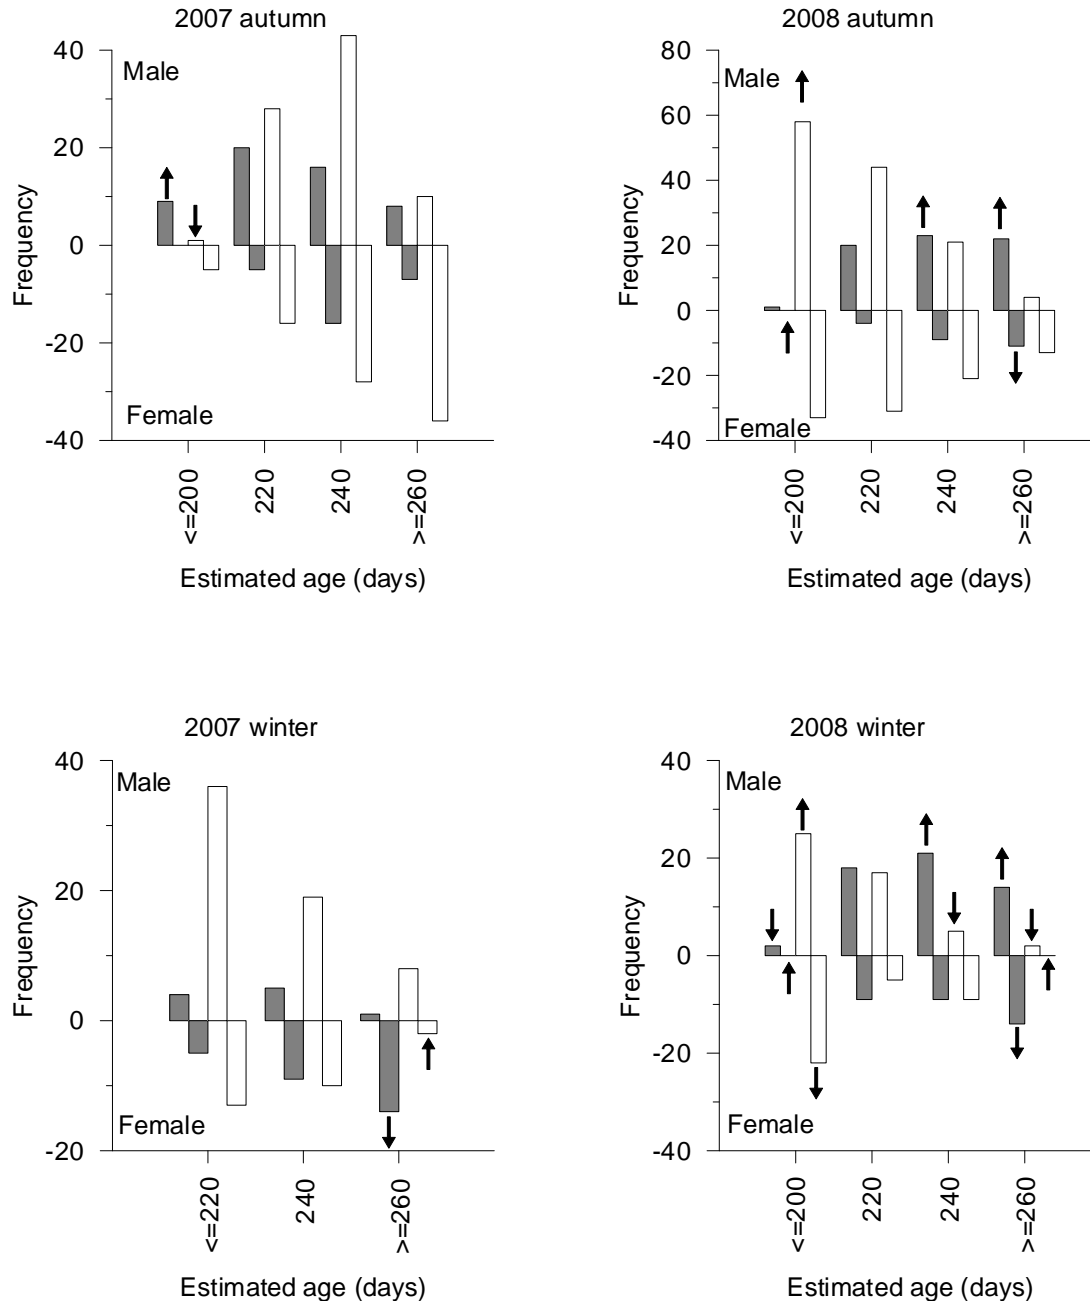 2007 autumn
40
Male
20
Frequency
0
-20
Female
-40
<=200
220
240
>=260
Estimated age (days)
2008 autumn
80
Male
60
40
Frequency
20
0
-20
Female
-40
<=200
220
240
>=260
Estimated age (days)
2007 winter
40
Male
20
Frequency
0
Female
-20
<=220
240
>=260
Estimated age (days)
2008 winter
40
Male
20
Frequency
0
-20
Female
-40
<=200
220
240
>=260
Estimated age (days)